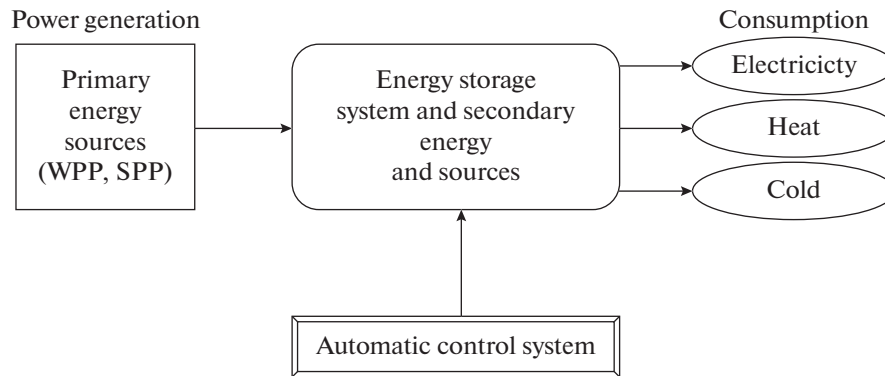 Power generation
Primary
energy
sources
(WPP, SPP)
Energy storage
system and secondary
energy
and sources
Consumption
Electricicty
Heat
Cold
Automatic control system